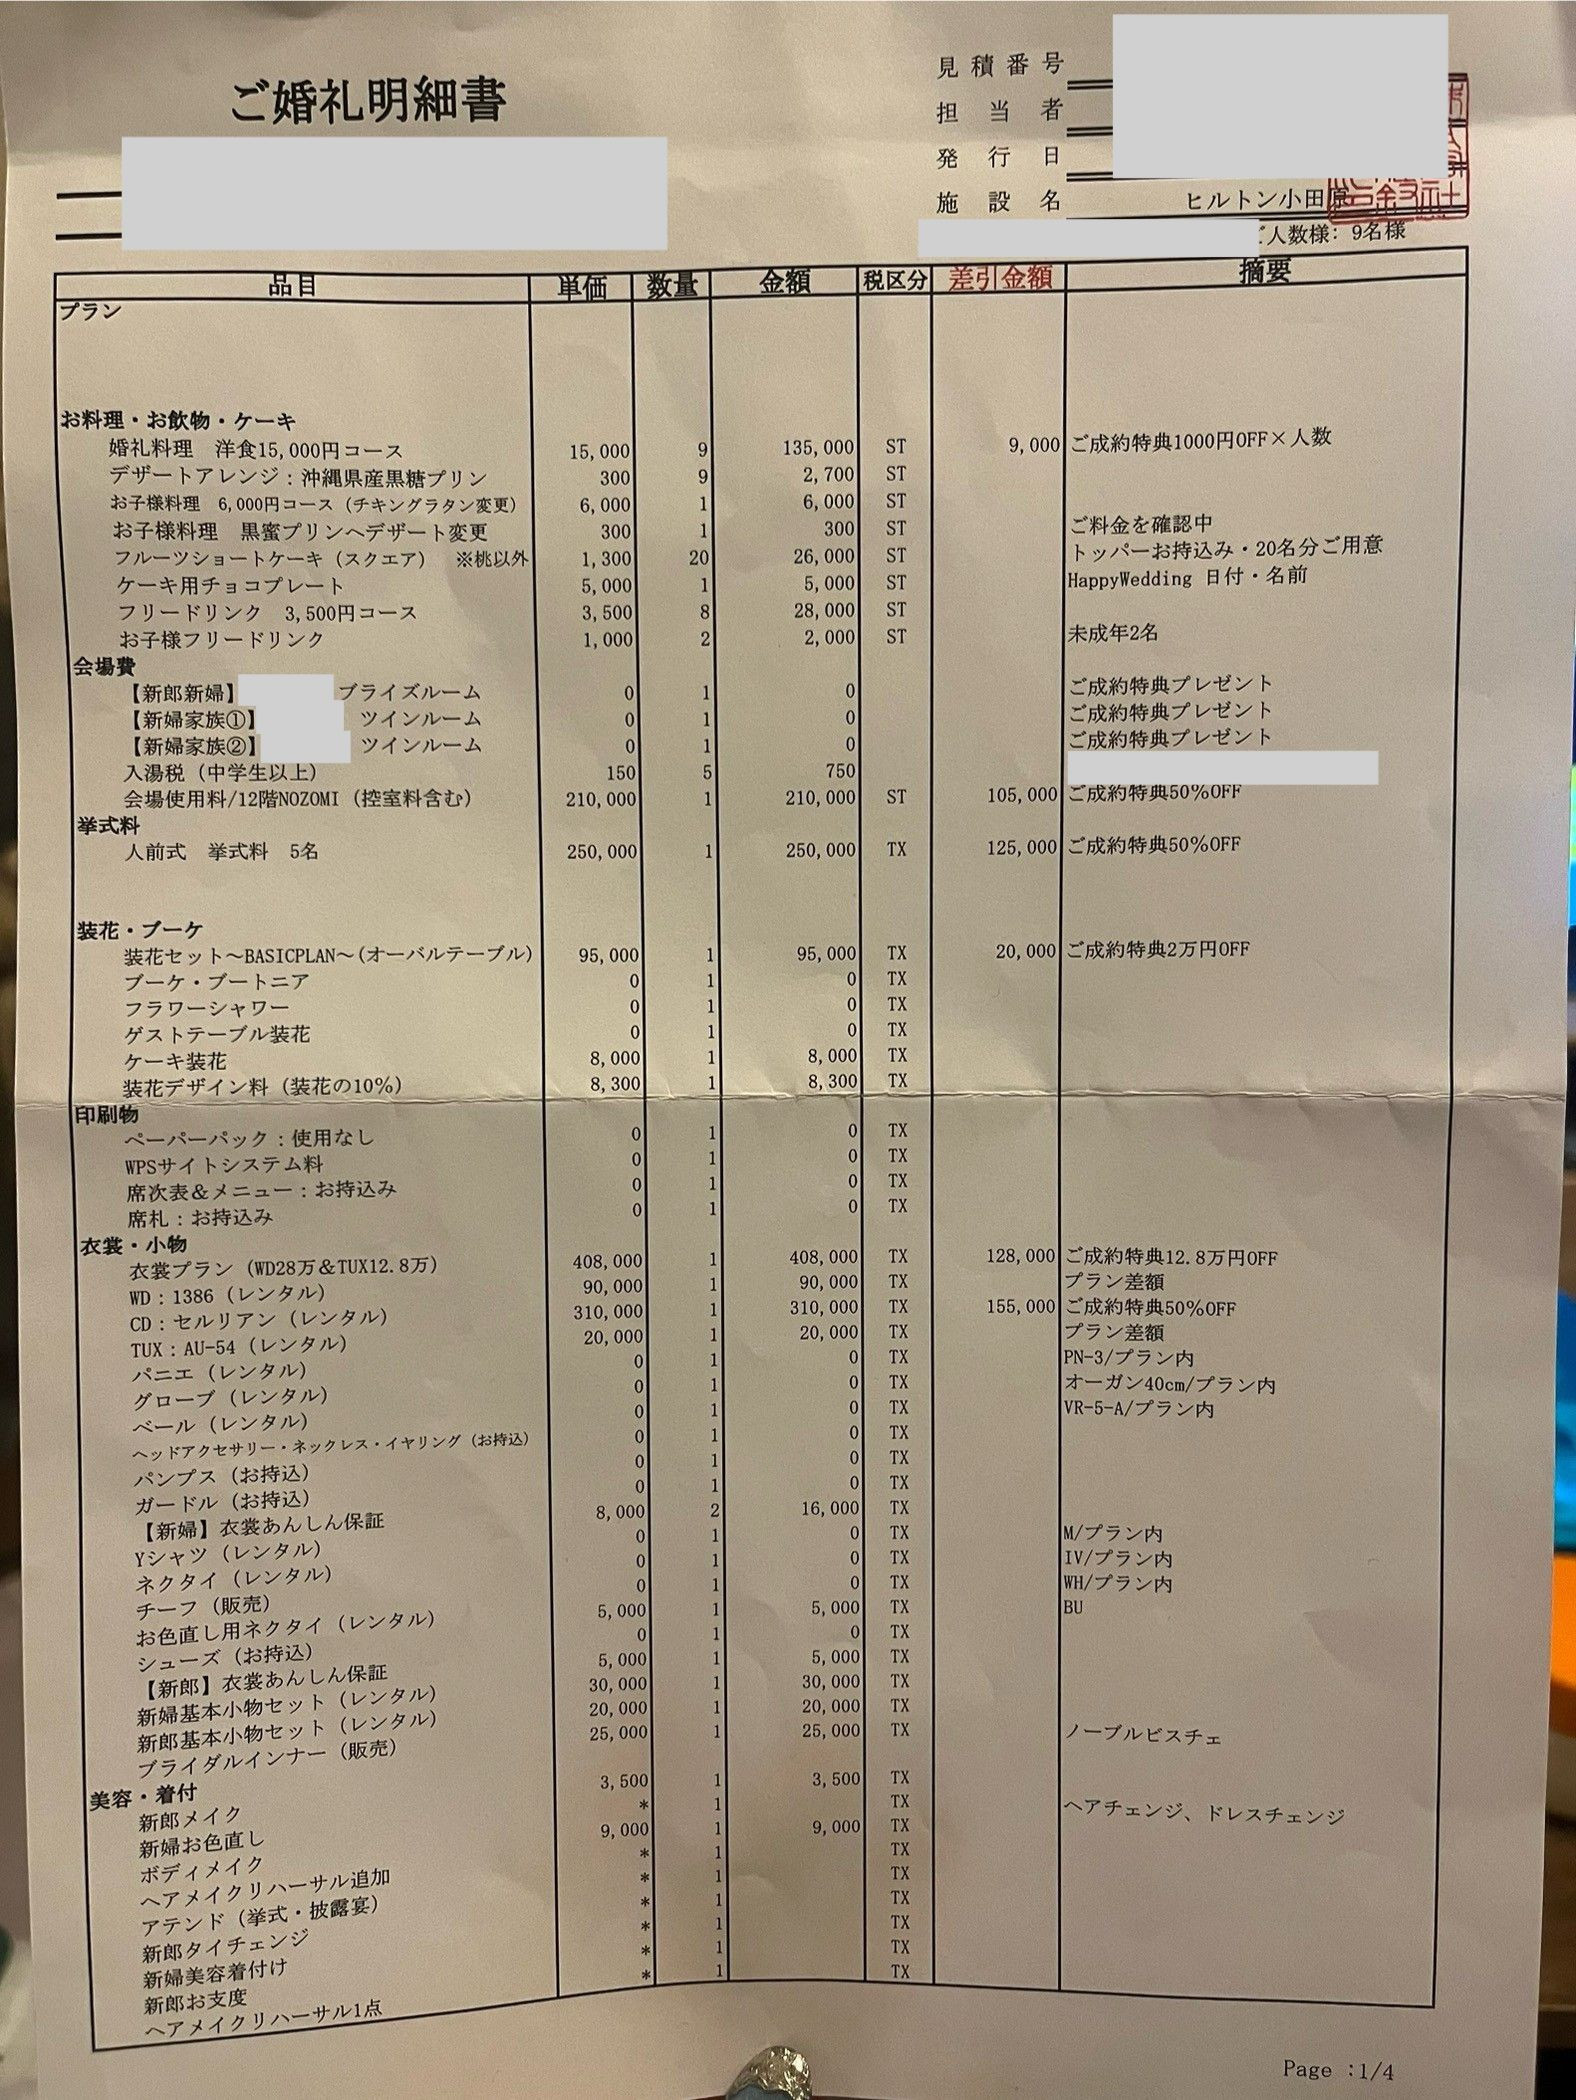 ご婚礼明細書
見積番号
担当者
発行日
施設名 ヒルトン小田原
ご人数様: 9名様
品目 単価 数量 金額 税区分 差引金額 摘要
プラン
お料理・お飲物・ケーキ
婚礼料理 洋食15,000円コース 15,000 9 135,000 ST 9,000 ご成約特典1000円OFF×人数
デザートアレンジ：沖縄県産黒糖プリン 300 9 2,700 ST
お子様料理 6,000円コース (チキングラタン変更) 6,000 1 6,000 ST
お子様料理 黒蜜プリンへデザート変更 300 1 300 ST ご料金を確認中
フルーツショートケーキ (スクエア) ※桃以外 1,300 20 26,000 ST トッパーお持込み・20名分ご用意
ケーキ用チョコプレート 5,000 1 5,000 ST HappyWedding 日付・名前
フリードリンク 3,500円コース 3,500 8 28,000 ST
お子様フリードリンク 1,000 2 2,000 ST 未成年2名
会場費
【新郎新婦】 ブライズルーム 0 1 0 ご成約特典プレゼント
【新婦家族①】 ツインルーム 0 1 0 ご成約特典プレゼント
【新婦家族②】 ツインルーム 0 1 0 ご成約特典プレゼント
入湯税 (中学生以上) 150 5 750
会場使用料/12階NOZOMI (控室料含む) 210,000 1 210,000 ST 105,000 ご成約特典50%OFF
挙式料
人前式 挙式料 5名 250,000 1 250,000 TX 125,000 ご成約特典50%OFF
装花・ブーケ
装花セット～BASICPLAN～(オーバルテーブル) 95,000 1 95,000 TX 20,000 ご成約特典2万円OFF
ブーケ・ブートニア 0 1 0 TX
フラワーシャワー 0 1 0 TX
ゲストテーブル装花 0 1 0 TX
ケーキ装花 8,000 1 8,000 TX
装花デザイン料 (装花の10%) 8,300 1 8,300 TX
印刷物
ペーパーパック：使用なし 0 1 0 TX
WPSサイトシステム料 0 1 0 TX
席次表＆メニュー：お持込み 0 1 0 TX
席札：お持込み 0 1 0 TX
衣裳・小物
衣裳プラン (WD28万＆TUX12.8万) 408,000 1 408,000 TX 128,000 ご成約特典12.8万円OFF
WD：1386 (レンタル) 90,000 1 90,000 TX プラン差額
CD：セルリアン (レンタル) 310,000 1 310,000 TX 155,000 ご成約特典50%OFF
TUX：AU-54 (レンタル) 20,000 1 20,000 TX プラン差額
パニエ (レンタル) 0 1 0 TX PN-3/プラン内
グローブ (レンタル) 0 1 0 TX オーガン40cm/プラン内
ベール (レンタル) 0 1 0 TX VR-5-A/プラン内
ヘッドアクセサリー・ネックレス・イヤリング (お持込) 0 1 0 TX
パンプス (お持込) 0 1 0 TX
ガードル (お持込) 0 1 0 TX
【新婦】衣裳あんしん保証 8,000 2 16,000 TX
Yシャツ (レンタル) 0 1 0 TX M/プラン内
ネクタイ (レンタル) 0 1 0 TX IV/プラン内
チーフ (販売) 0 1 0 TX WH/プラン内
お色直し用ネクタイ (レンタル) 5,000 1 5,000 TX BU
シューズ (お持込) 0 1 0 TX
【新郎】衣裳あんしん保証 5,000 1 5,000 TX
新婦基本小物セット (レンタル) 30,000 1 30,000 TX
新郎基本小物セット (レンタル) 20,000 1 20,000 TX
ブライダルインナー (販売) 25,000 1 25,000 TX ノーブルビスチェ
美容・着付
新郎メイク 3,500 1 3,500 TX
新婦お色直し * 1 TX ヘアチェンジ、ドレスチェンジ
ボディメイク 9,000 1 9,000 TX
ヘアメイクリハーサル追加 * 1 TX
アテンド (挙式・披露宴) * 1 TX
新郎タイチェンジ * 1 TX
新婦美容着付け * 1 TX
新郎お支度 * 1 TX
ヘアメイクリハーサル1点 * 1 TX
Page :1/4